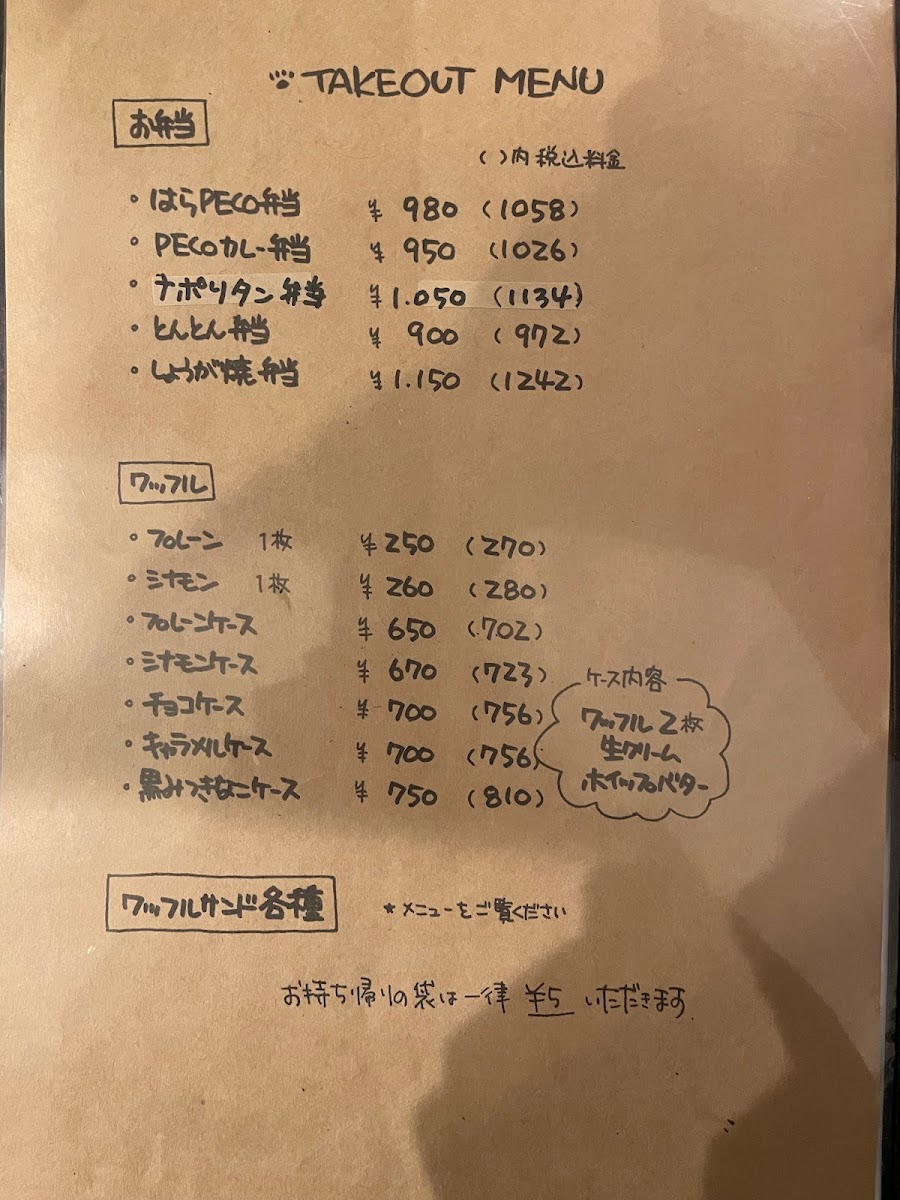 TAKEOUT MENU
お弁当
( )内 税込料金
・はらPECO弁当 ¥ 980 (1058)
・PECOカレー弁当 ¥ 950 (1026)
・ナポリタン弁当 ¥1.050 (1134)
・とんとん弁当 ¥ 900 (972)
・しょうが焼弁当 ¥1.150 (1242)
ワッフル
・プレーン 1枚 ¥250 (270)
・シナモン 1枚 ¥260 (280)
・プレーンケース ¥650 (702)
・シナモンケース ¥670 (723)
・チョコケース ¥700 (756)
・キャラメルケース ¥700 (756)
・黒みつきなこケース ¥750 (810)
ケース内容
ワッフル 2枚
生クリーム
ホイップバター
ワッフルサンド各種 *メニューをご覧ください
お持ち帰りの袋は一律 ¥5 いただきます